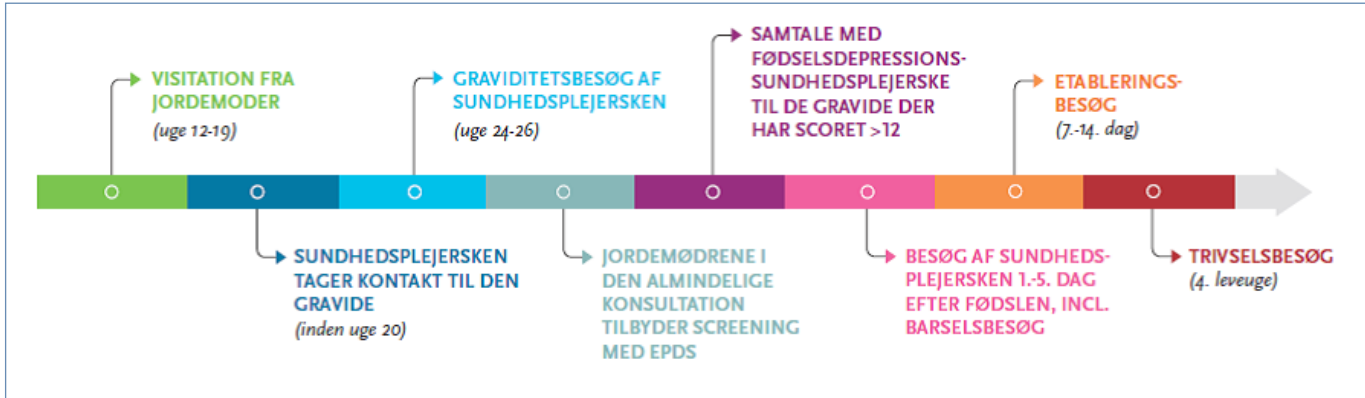 VISITATION FRA
JORDEMODER
(uge 12-19)
SUNDHEDSPLEJERSKEN
TAGER KONTAKT TIL DEN
GRAVIDE
(inden uge 20)
GRAVIDITETSBESØG AF
SUNDHEDSPLEJERSKEN
(uge 24-26)
JORDEMØDRENE I
DEN ALMINDELIGE
KONSULTATION
TILBYDER SCREENING
MED EPDS
SAMTALE MED
FØDSELSDEPRESSIONS-
SUNDHEDSPLEJERSKE
TIL DE GRAVIDE DER
HAR SCORET >12
BESØG AF SUNDHEDS-
PLEJERSKEN 1.-5. DAG
EFTER FØDSLEN, INCL.
BARSELSBESØG
ETABLERINGS-
BESØG
(7.-14. dag)
TRIVSELSBESØG
(4. leveuge)